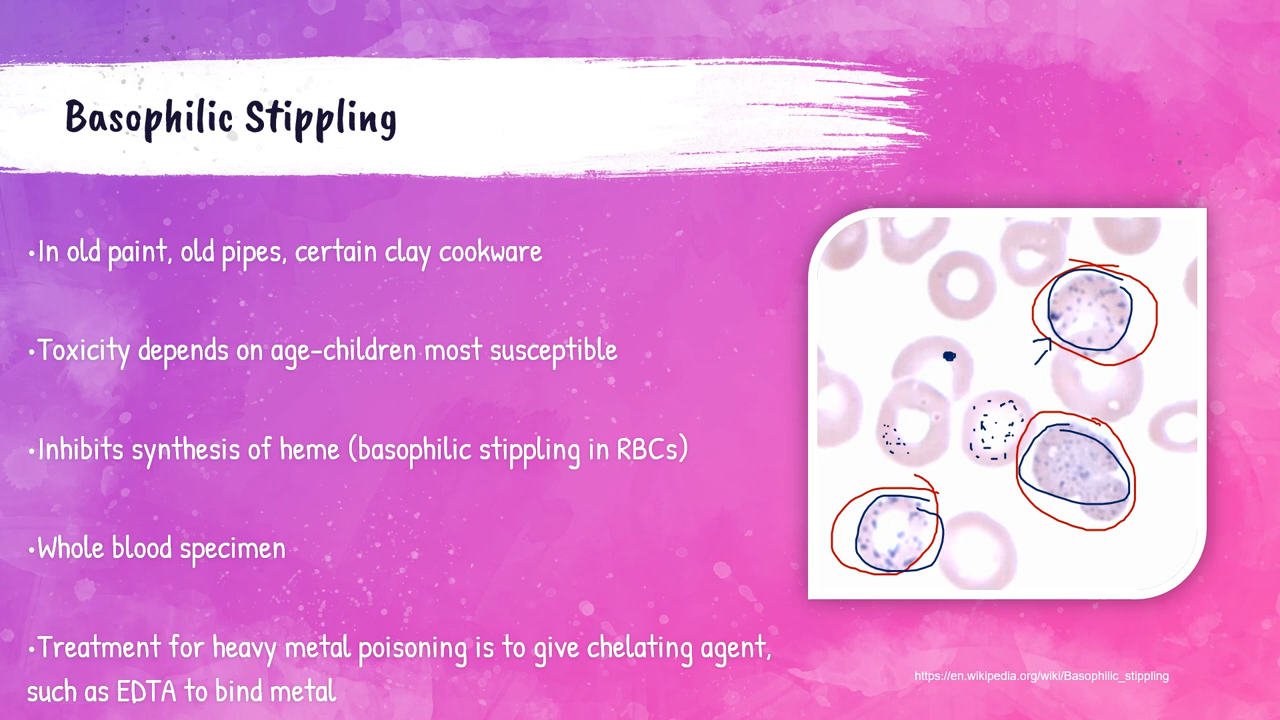 Basophilic Stippling
•In old paint, old pipes, certain clay cookware
•Toxicity depends on age-children most susceptible
•Inhibits synthesis of heme (basophilic stippling in RBCs)
•Whole blood specimen
•Treatment for heavy metal poisoning is to give chelating agent,
such as EDTA to bind metal
https://en.wikipedia.org/wiki/Basophilic_stippling